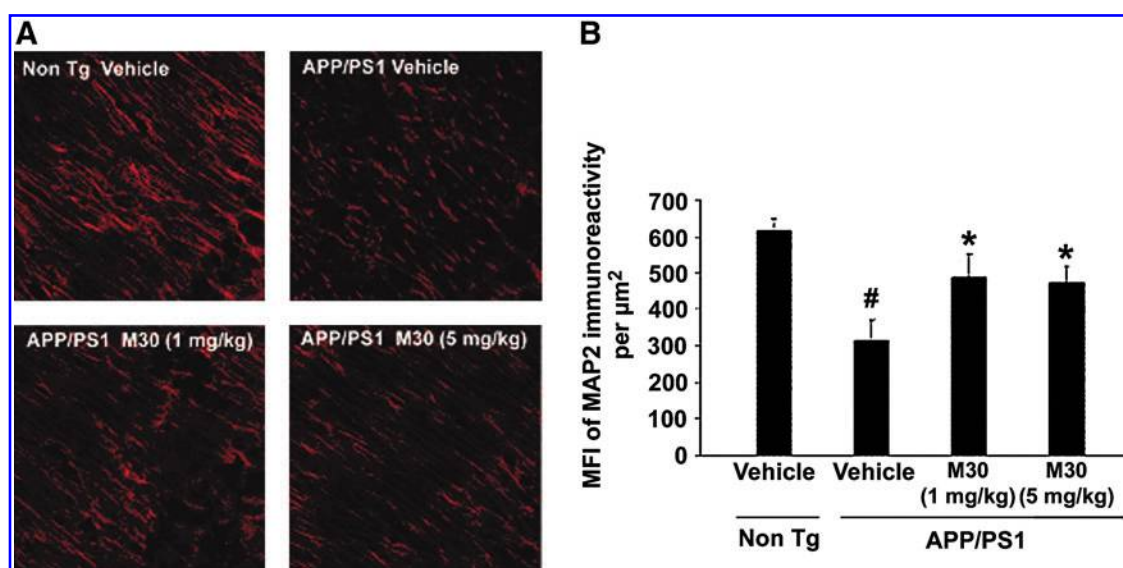 A
Non Tg Vehicle
APP/PS1 Vehicle
APP/PS1 M30 (1 mg/kg)
APP/PS1 M30 (5 mg/kg)
B
MFI of MAP2 immunoreactivity
per µm²
700
600
500
400
300
200
100
0
#
*
*
Vehicle
Vehicle
M30
(1 mg/kg)
M30
(5 mg/kg)
Non Tg
APP/PS1